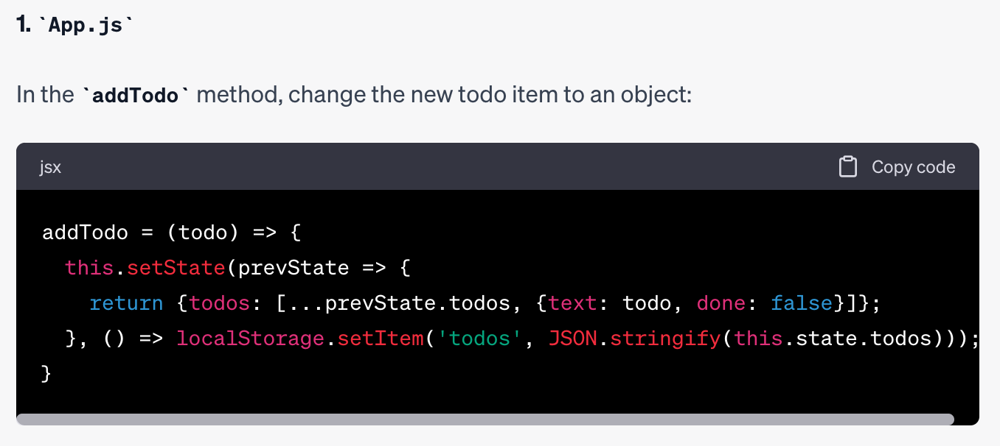 1. `App.js`
In the `addTodo` method, change the new todo item to an object:
jsx
Copy code
addTodo = (todo) => {
  this.setState(prevState => {
    return {todos: [...prevState.todos, {text: todo, done: false}]};
  }, () => localStorage.setItem('todos', JSON.stringify(this.state.todos)));
}